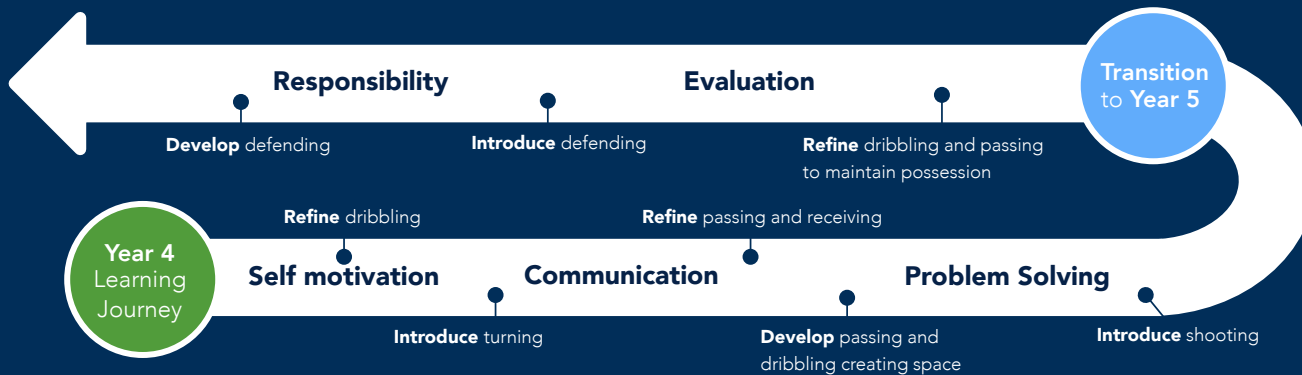 Responsibility
Evaluation
Transition
to Year 5
Develop defending
Introduce defending
Refine dribbling and passing
to maintain possession
Refine dribbling
Refine passing and receiving
Year 4
Learning
Journey
Self motivation
Communication
Problem Solving
Introduce turning
Develop passing and
dribbling creating space
Introduce shooting